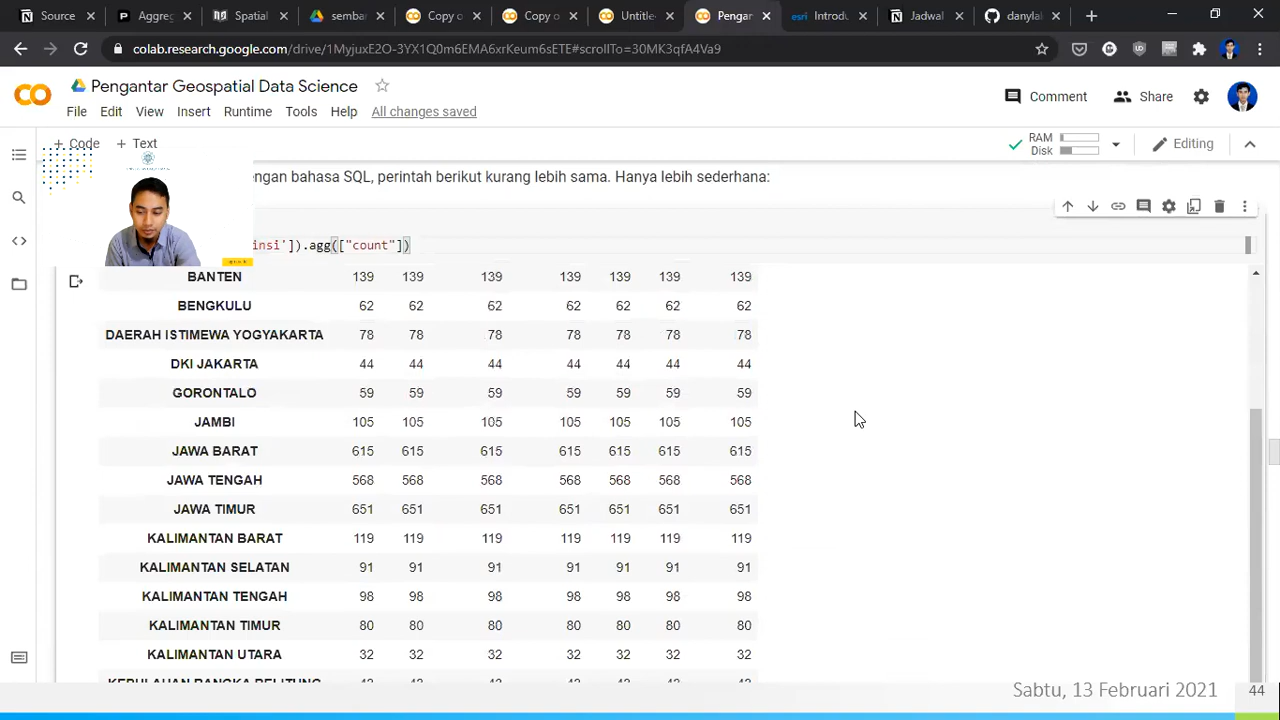 Source
Aggreg
Spatial
semba
Copy o
Copy o
Untitle
Pengar
Introdu
Jadwal
danylak
colab.research.google.com/drive/1MyjuxE2O-3YX1Q0m6EMA6xrKeum6sETE#scrollTo=30MK3qfA4Va9
Pengantar Geospatial Data Science
Comment
Share
File Edit View Insert Runtime Tools Help All changes saved
+ Code + Text
RAM
Disk
Editing
engan bahasa SQL, perintah berikut kurang lebih sama. Hanya lebih sederhana:
insi']).agg(["count"])
BANTEN 139 139 139 139 139 139 139
BENGKULU 62 62 62 62 62 62 62
DAERAH ISTIMEWA YOGYAKARTA 78 78 78 78 78 78 78
DKI JAKARTA 44 44 44 44 44 44 44
GORONTALO 59 59 59 59 59 59 59
JAMBI 105 105 105 105 105 105 105
JAWA BARAT 615 615 615 615 615 615 615
JAWA TENGAH 568 568 568 568 568 568 568
JAWA TIMUR 651 651 651 651 651 651 651
KALIMANTAN BARAT 119 119 119 119 119 119 119
KALIMANTAN SELATAN 91 91 91 91 91 91 91
KALIMANTAN TENGAH 98 98 98 98 98 98 98
KALIMANTAN TIMUR 80 80 80 80 80 80 80
KALIMANTAN UTARA 32 32 32 32 32 32 32
Sabtu, 13 Februari 2021 44